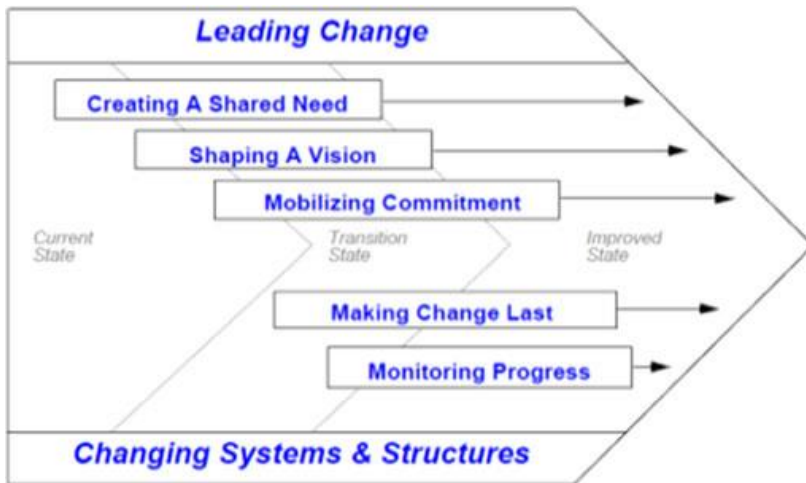 Leading Change
Creating A Shared Need
Shaping A Vision
Mobilizing Commitment
Current
State
Transition
State
Improved
State
Making Change Last
Monitoring Progress
Changing Systems & Structures